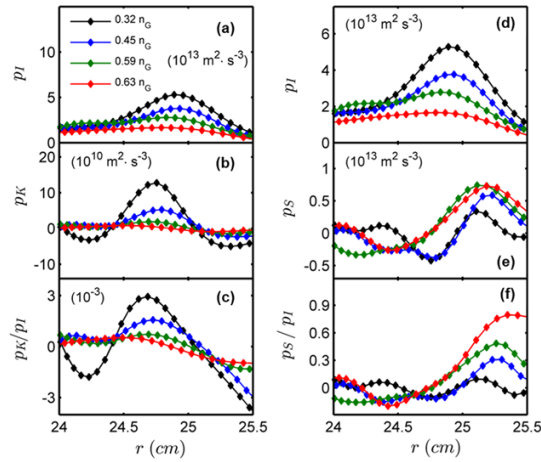 (a)
0.32 n_G
0.45 n_G
0.59 n_G
0.63 n_G
(10^13 m^2· s^-3)
p_I
15
10
5
0
(b)
(10^10 m^2· s^-3)
p_K
20
10
0
-10
(c)
(10^-3)
p_K/p_I
3
0
-3
24 24.5 25 25.5
r (cm)
(d)
(10^13 m^2 s^-3)
p_I
6
4
2
0
(10^13 m^2 s^-3)
p_S
0.5
0
-0.5
(e)
(f)
p_S / p_I
0.9
0.6
0.3
0
24 24.5 25 25.5
r (cm)